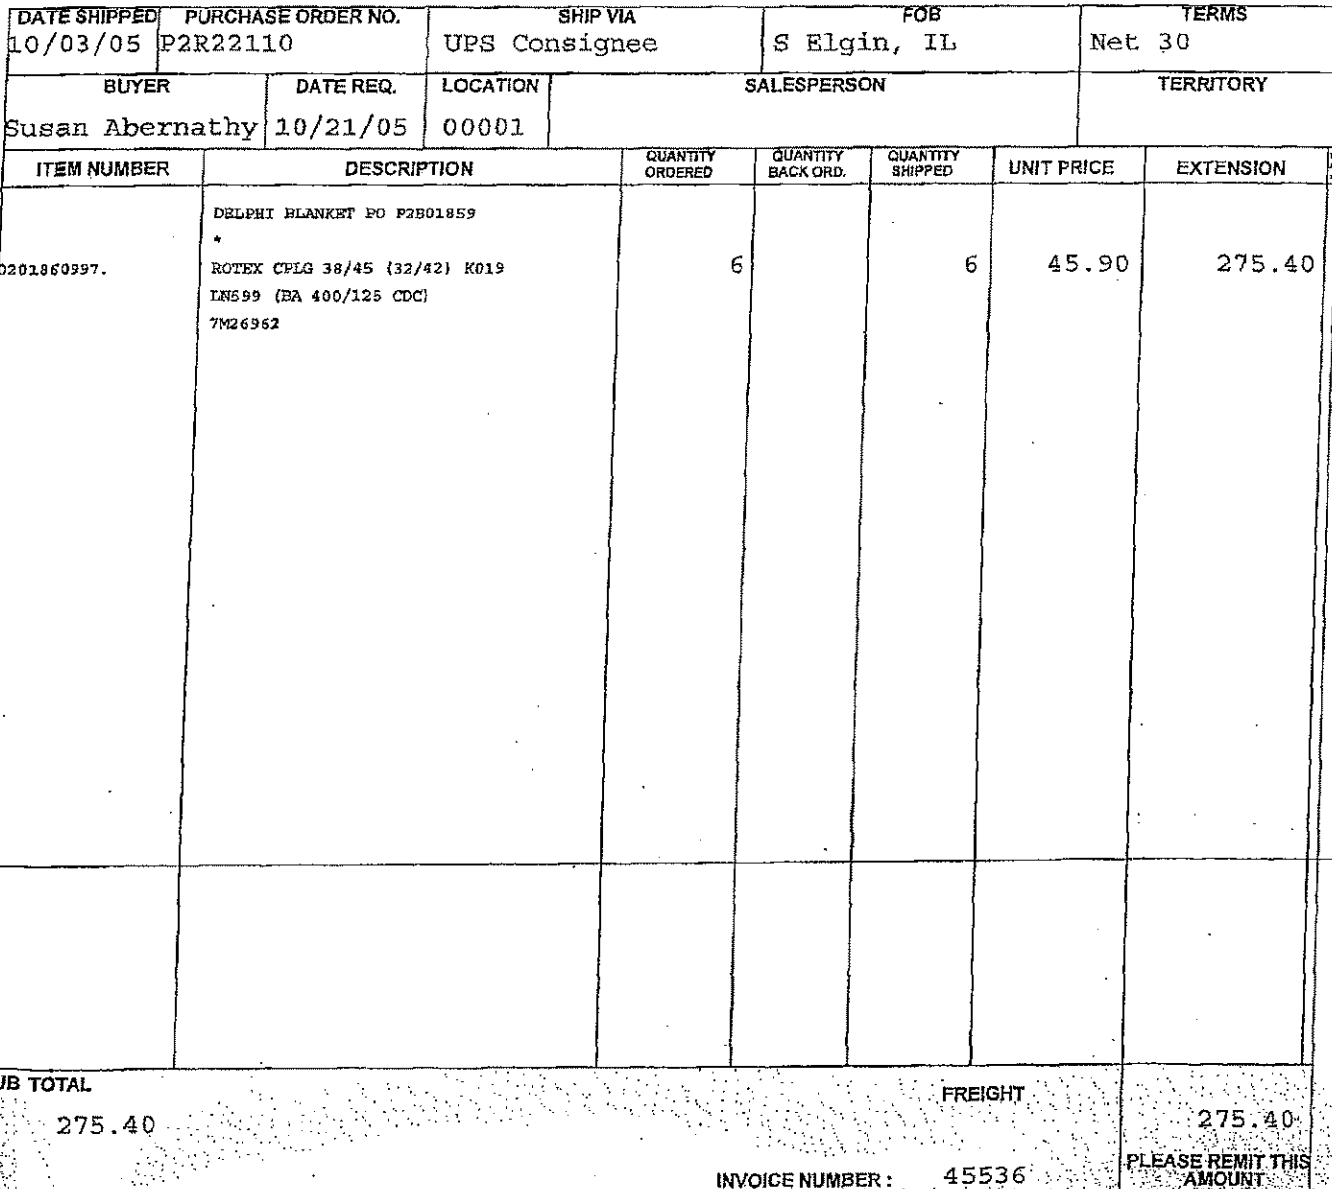 DATE SHIPPED PURCHASE ORDER NO. SHIP VIA FOB TERMS
10/03/05 P2R22110 UPS Consignee S Elgin, IL Net 30
BUYER DATE REQ. LOCATION SALESPERSON TERRITORY
Susan Abernathy 10/21/05 00001
ITEM NUMBER DESCRIPTION QUANTITY ORDERED QUANTITY BACK ORD. QUANTITY SHIPPED UNIT PRICE EXTENSION
DELPHI BLANKET PO P2B01859
*
0201860997. ROTEX CPLG 38/45 (32/42) K019 6 6 45.90 275.40
LN599 (BA 400/125 CDC)
7M26962
UB TOTAL FREIGHT
275.40 275.40
PLEASE REMIT THIS
INVOICE NUMBER : 45536 AMOUNT